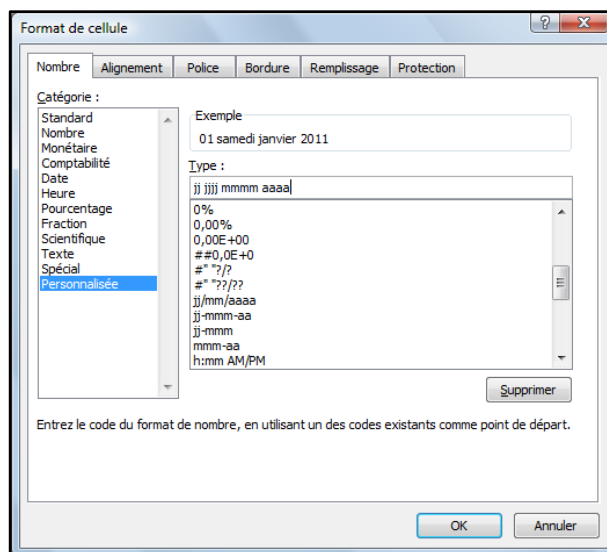 Format de cellule
Nombre Alignement Police Bordure Remplissage Protection
Catégorie :
Standard
Nombre
Monétaire
Comptabilité
Date
Heure
Pourcentage
Fraction
Scientifique
Texte
Spécial
Personnalisée
Exemple
01 samedi janvier 2011
Type :
jj jjjj mmmm aaaa
0%
0,00%
0,00E+00
##0,0E+0
#" "?/?
#" "??/??
jj/mm/aaaa
jj-mmm-aa
jj-mmm
mmm-aa
h:mm AM/PM
Supprimer
Entrez le code du format de nombre, en utilisant un des codes existants comme point de départ.
OK Annuler